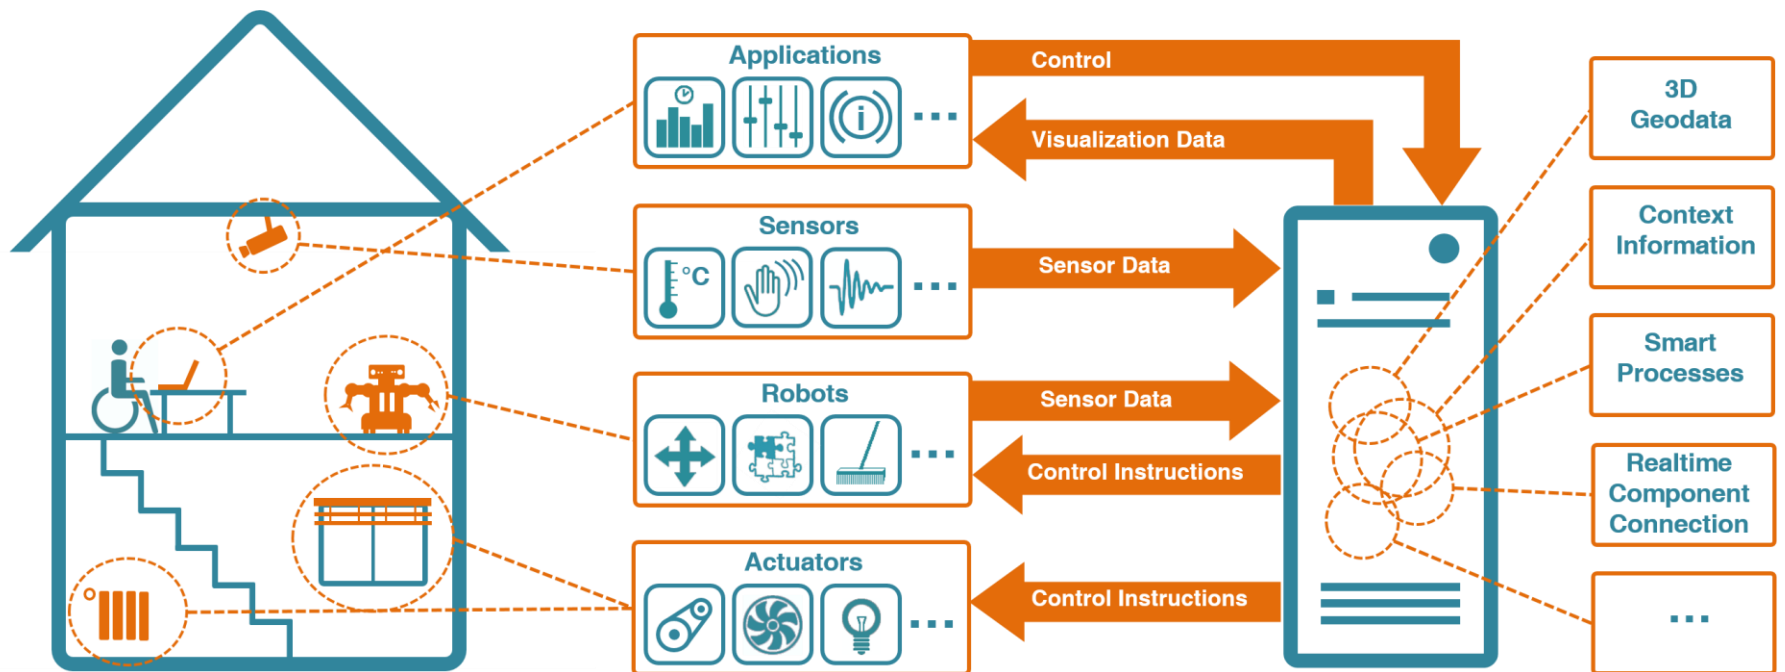 Applications
i
...
Control
Visualization Data
Sensors
°C
...
Sensor Data
Robots
...
Sensor Data
Control Instructions
Actuators
...
Control Instructions
3D
Geodata
Context
Information
Smart
Processes
Realtime
Component
Connection
...